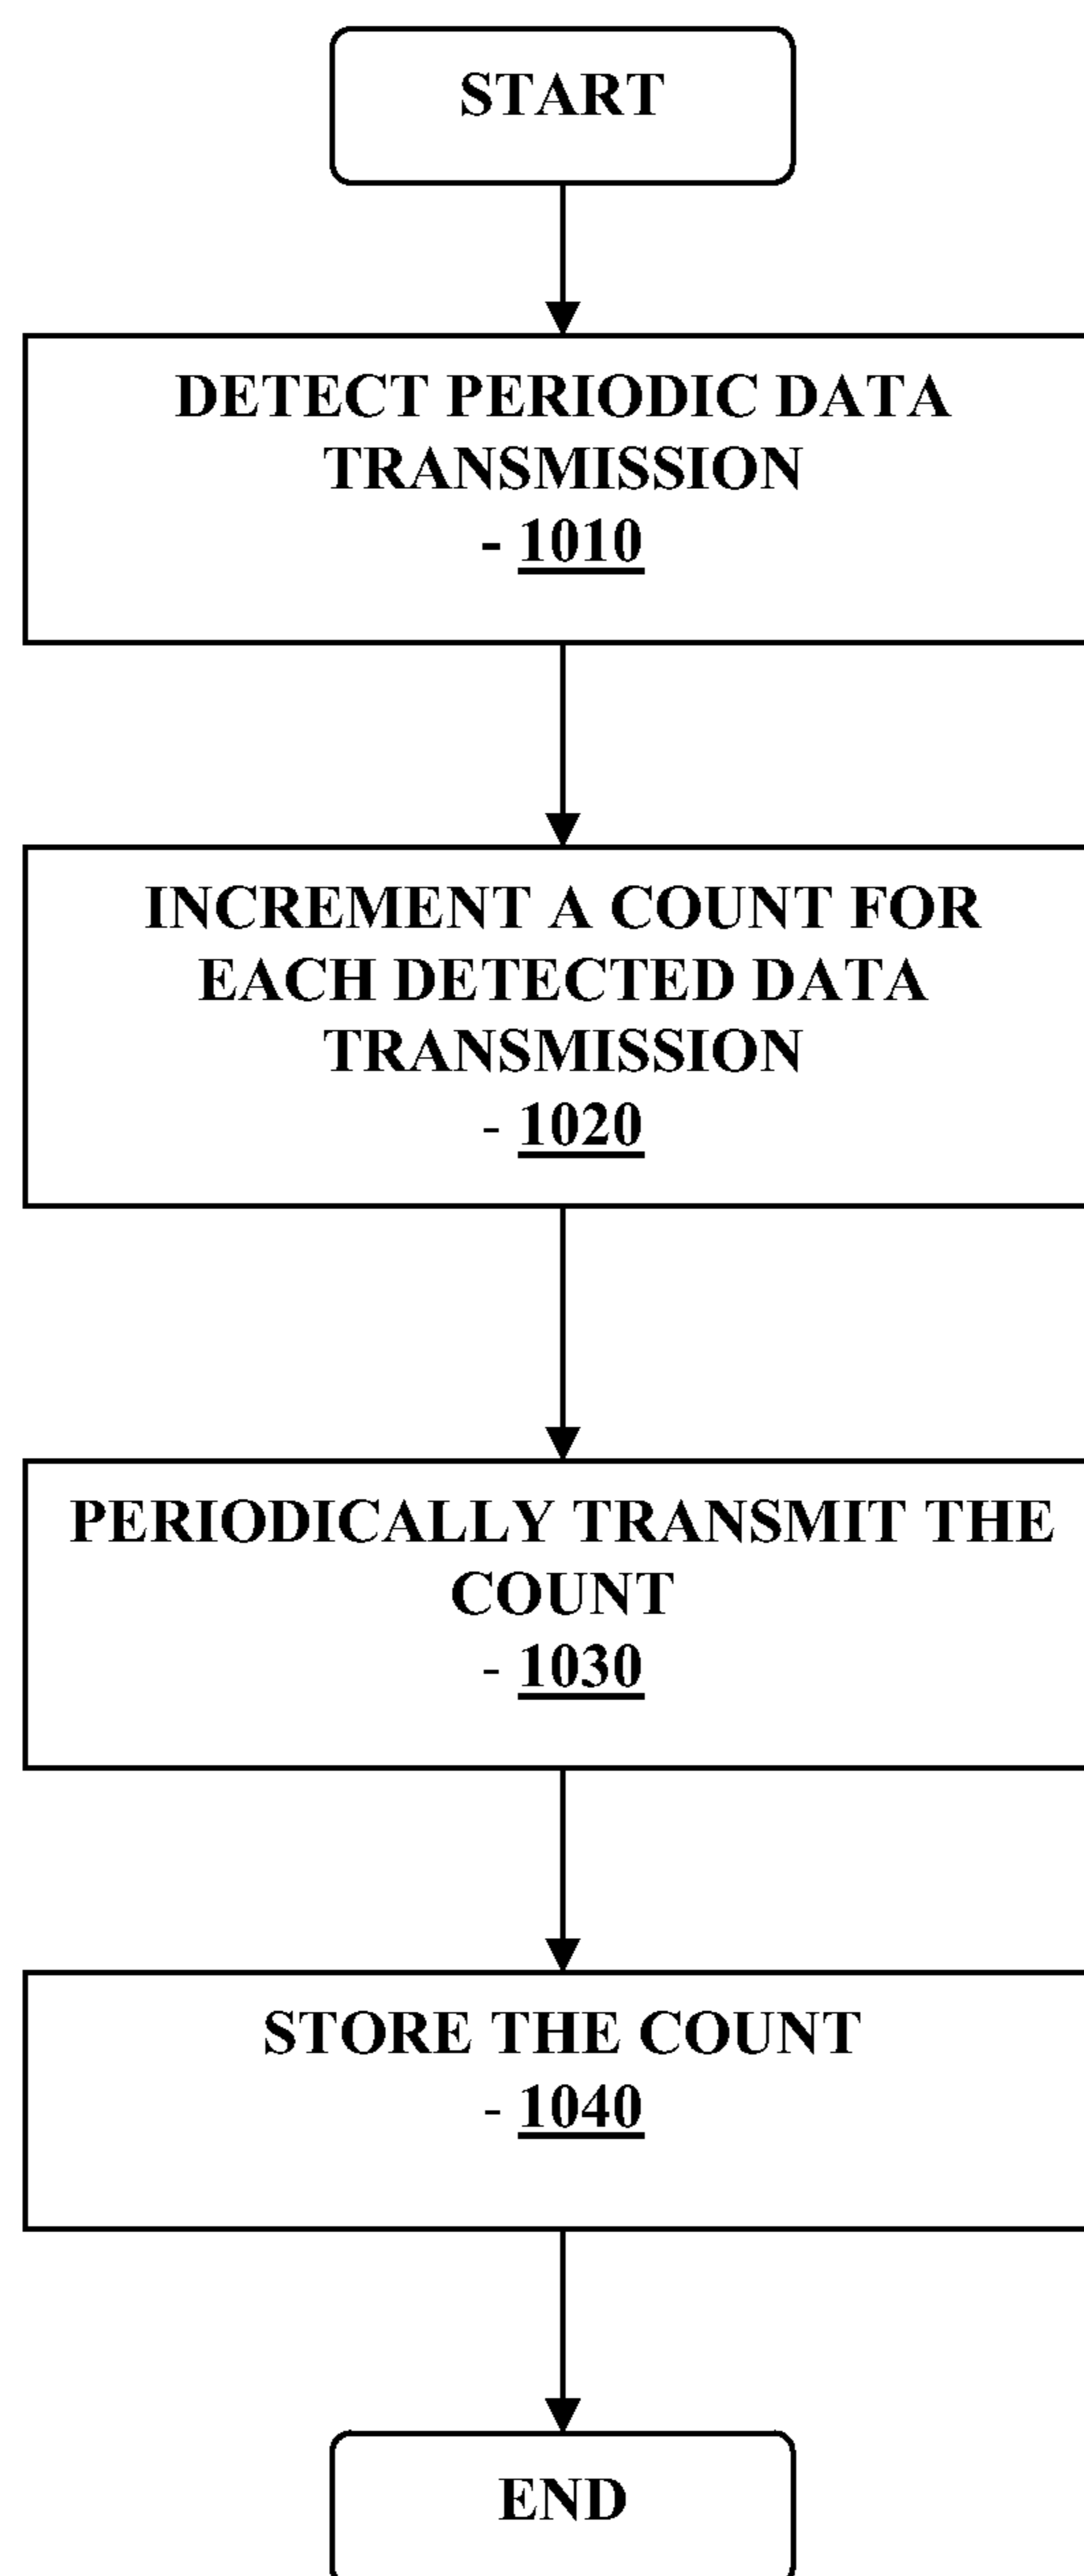 START
DETECT PERIODIC DATA
TRANSMISSION
- 1010
INCREMENT A COUNT FOR
EACH DETECTED DATA
TRANSMISSION
- 1020
PERIODICALLY TRANSMIT THE
COUNT
- 1030
STORE THE COUNT
- 1040
END